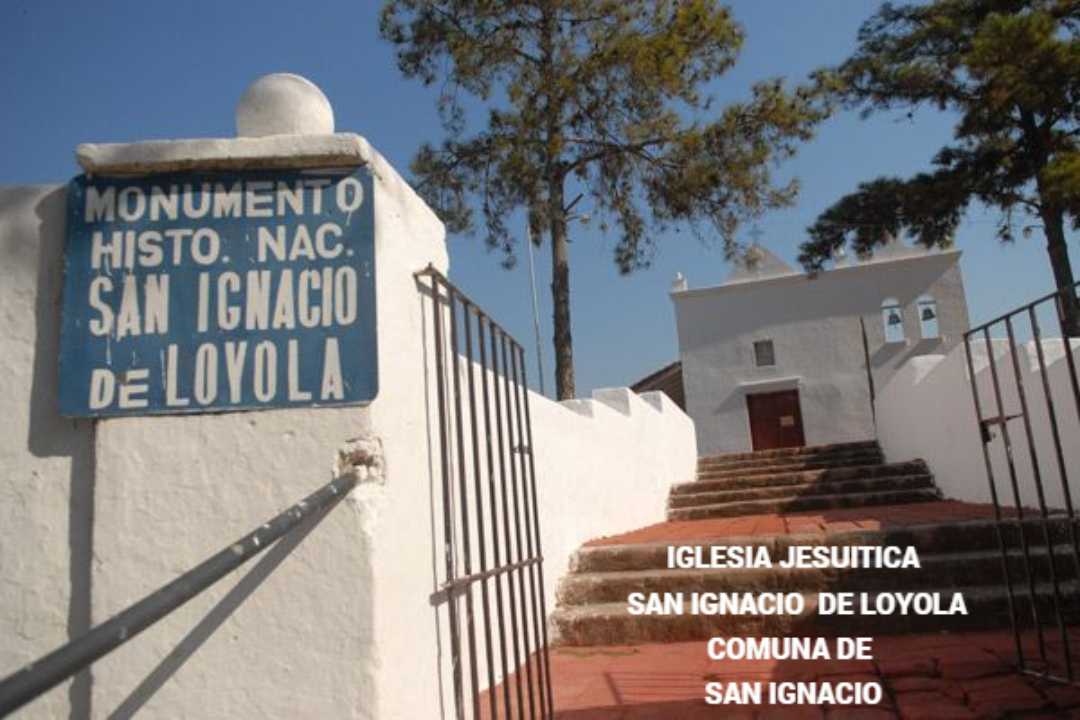 MONUMENTO
HISTO. NAC.
SAN IGNACIO
DE LOYOLA
IGLESIA JESUITICA
SAN IGNACIO DE LOYOLA
COMUNA DE
SAN IGNACIO